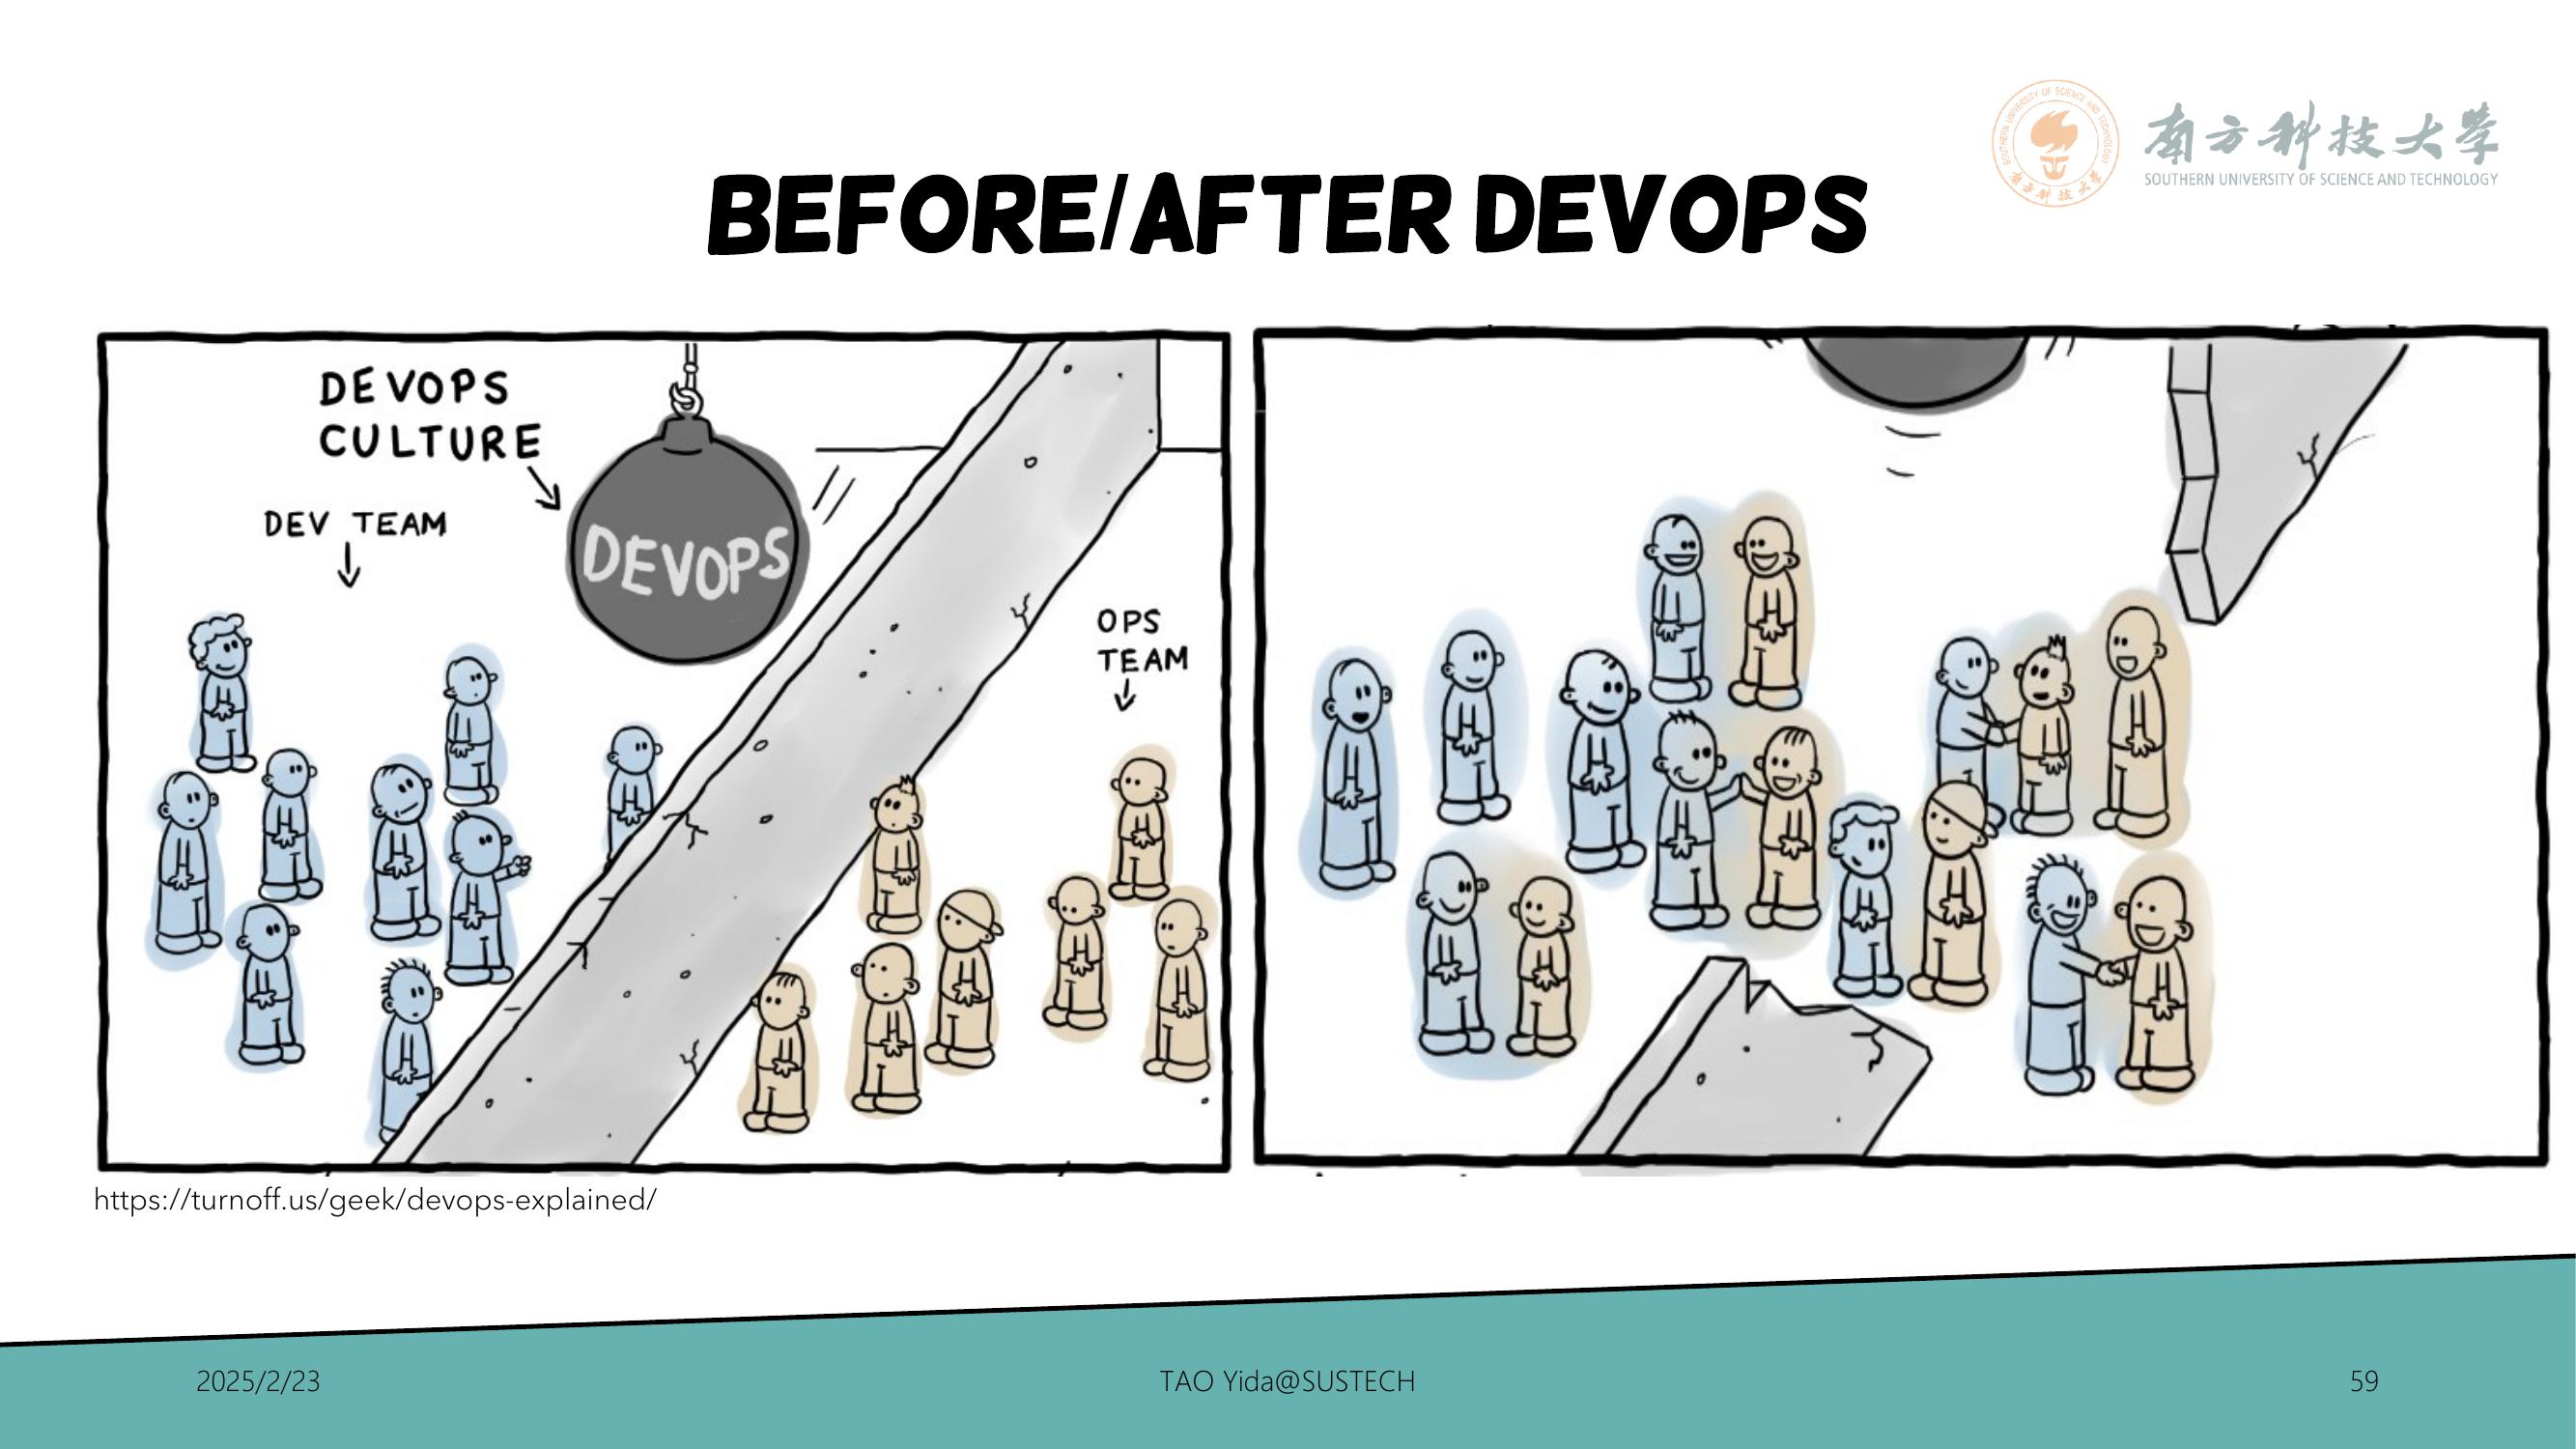 南方科技大学
SOUTHERN UNIVERSITY OF SCIENCE AND TECHNOLOGY
BEFORE/AFTER DEVOPS
DEVOPS
CULTURE
DEV TEAM
DEVOPS
OPS
TEAM
https://turnoff.us/geek/devops-explained/
2025/2/23
TAO Yida@SUSTECH
59